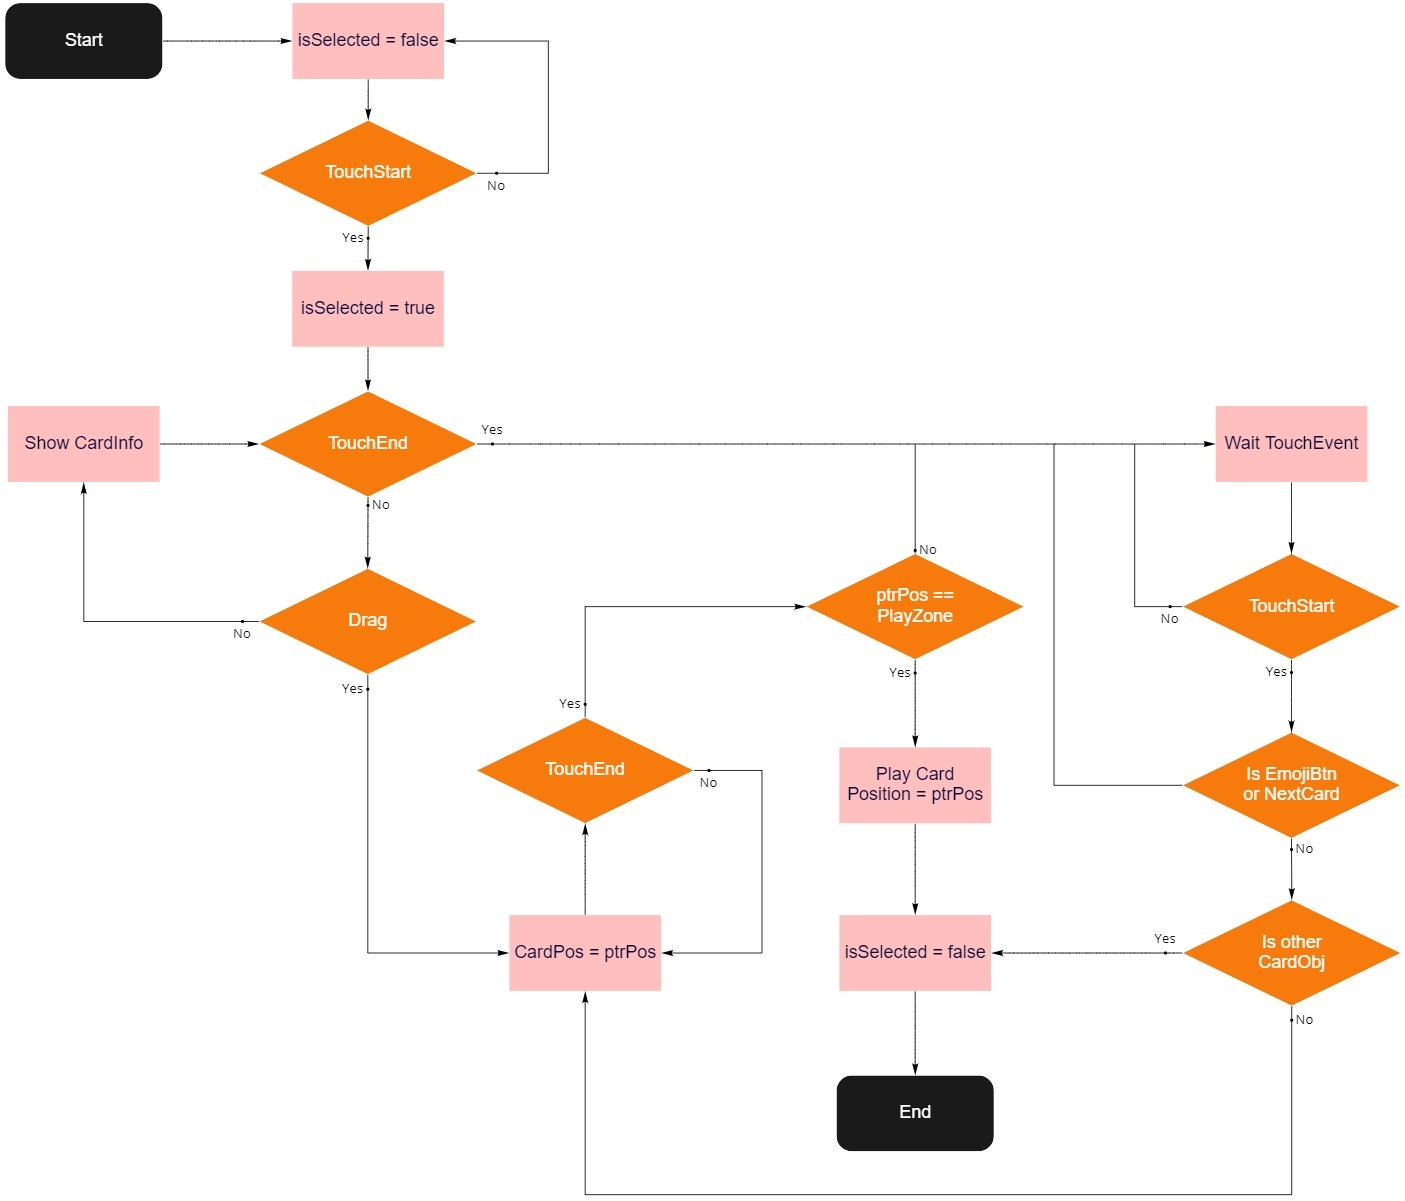 Start
isSelected = false
TouchStart
No
Yes
isSelected = true
Show CardInfo
TouchEnd
Yes
Wait TouchEvent
No
No
ptrPos ==
PlayZone
TouchStart
No
Drag
No
Yes
Yes
Yes
Yes
TouchEnd
No
Play Card
Position = ptrPos
Is EmojiBtn
or NextCard
No
CardPos = ptrPos
isSelected = false
Yes
Is other
CardObj
No
End